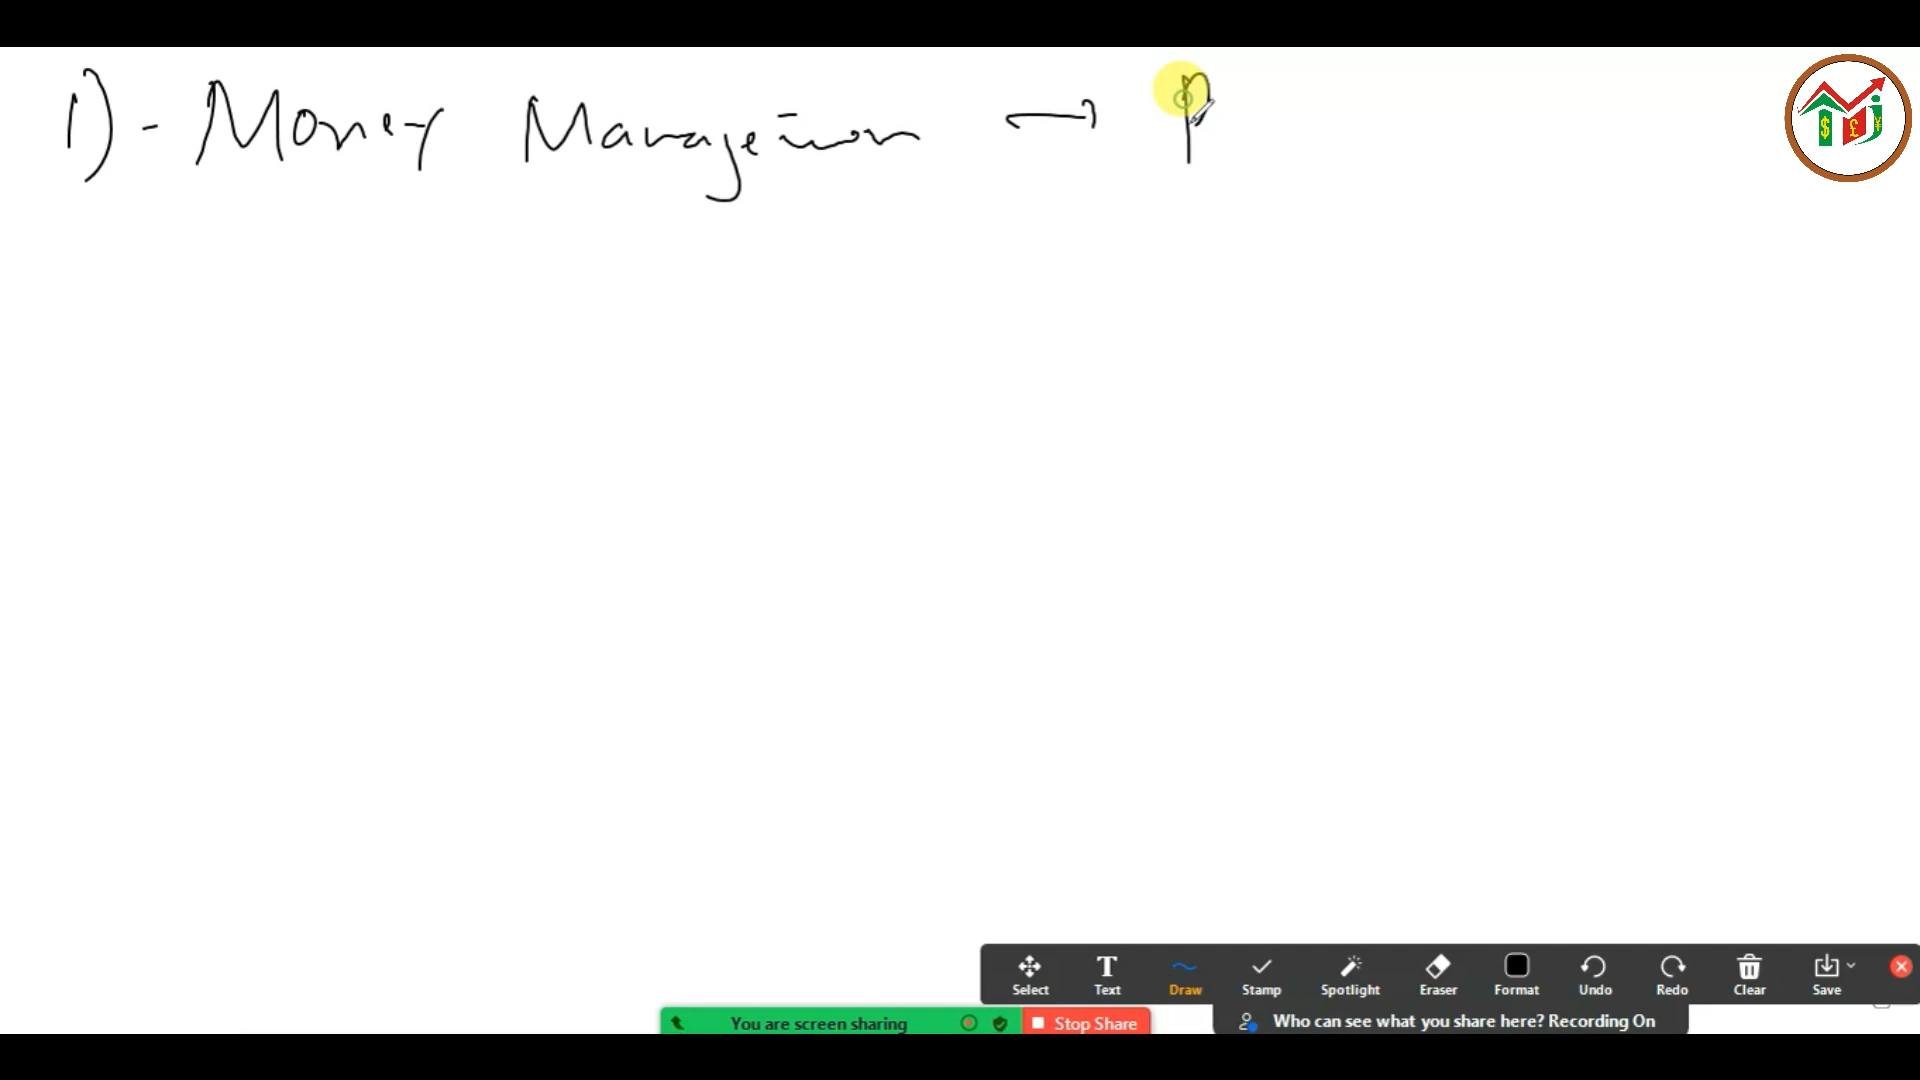 1) - Money Management → P
$ £ ¥
Select Text Draw Stamp Spotlight Eraser Format Undo Redo Clear Save
You are screen sharing Stop Share Who can see what you share here? Recording On